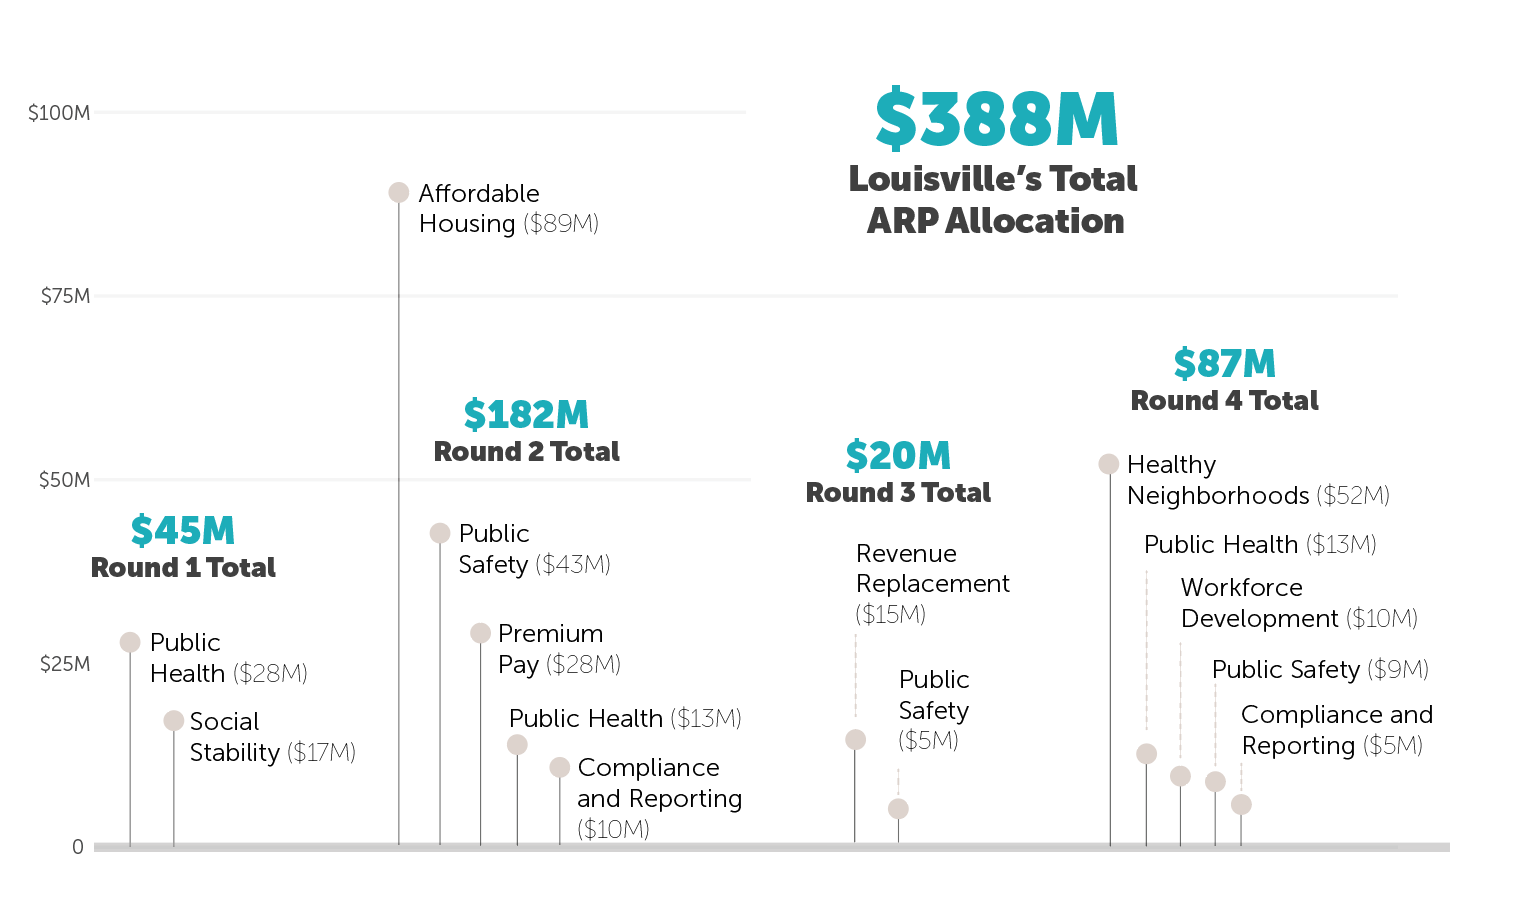 $100M
$75M
$50M
$25M
0
$388M
Louisville’s Total
ARP Allocation
$45M
Round 1 Total
Public
Health ($28M)
Social
Stability ($17M)
Affordable
Housing ($89M)
$182M
Round 2 Total
Public
Safety ($43M)
Premium
Pay ($28M)
Public Health ($13M)
Compliance
and Reporting
($10M)
$20M
Round 3 Total
Revenue
Replacement
($15M)
Public
Safety
($5M)
$87M
Round 4 Total
Healthy
Neighborhoods ($52M)
Public Health ($13M)
Workforce
Development ($10M)
Public Safety ($9M)
Compliance and
Reporting ($5M)